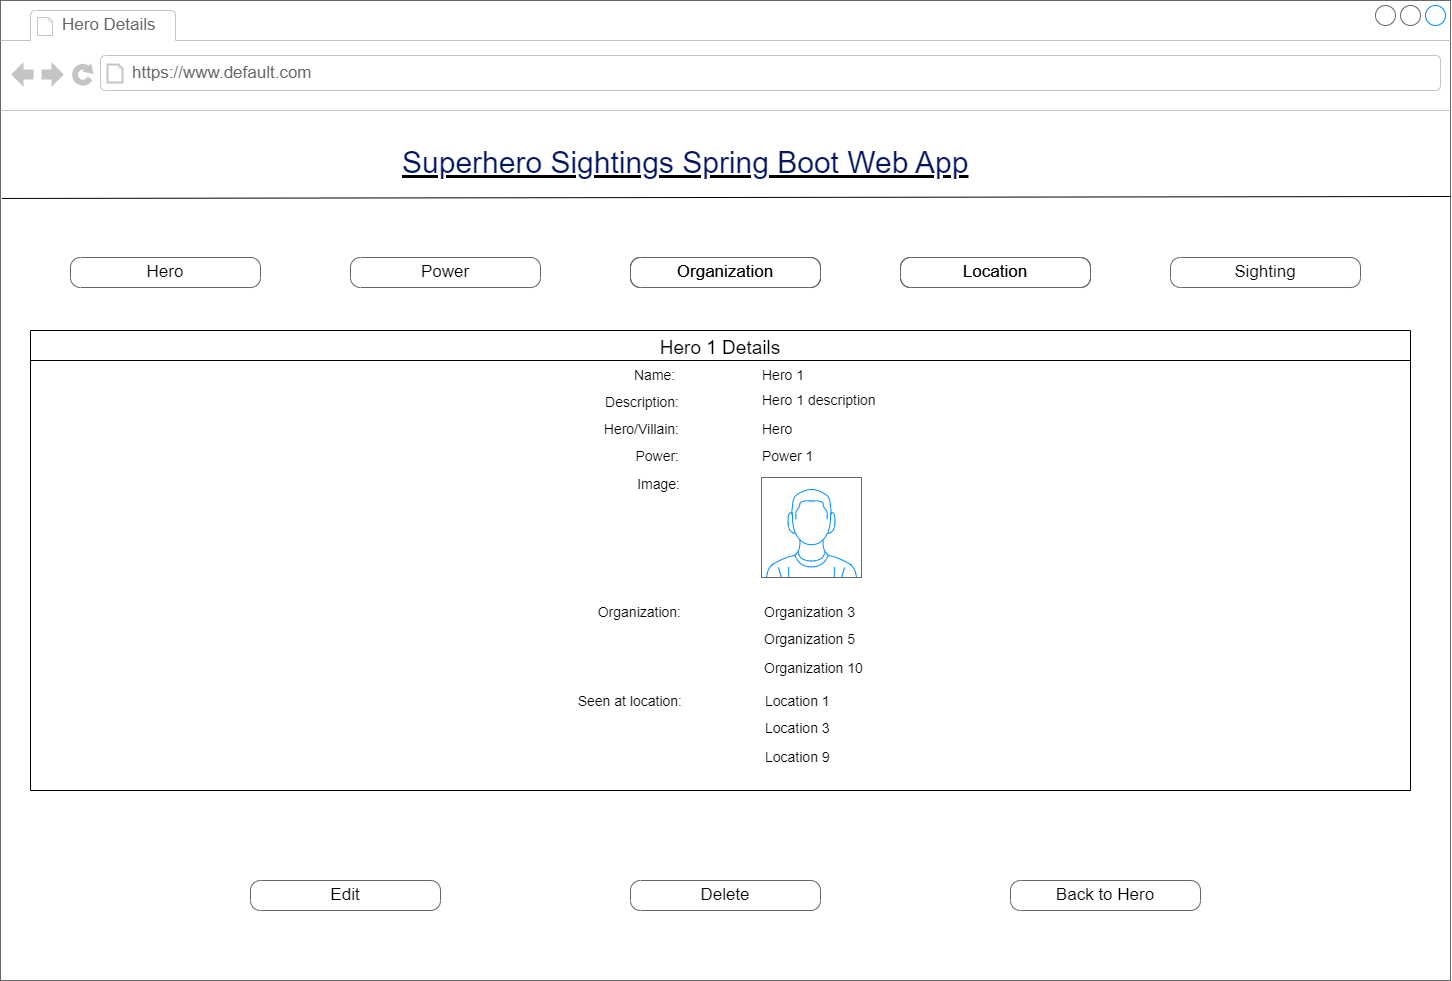 Hero Details
https://www.default.com
Superhero Sightings Spring Boot Web App
Hero Power Organization Location Sighting
Hero 1 Details
Name: Hero 1
Description: Hero 1 description
Hero/Villain: Hero
Power: Power 1
Image:
Organization: Organization 3
Organization 5
Organization 10
Seen at location: Location 1
Location 3
Location 9
Edit Delete Back to Hero